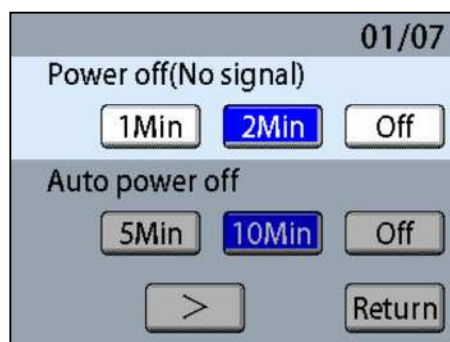 01/07
Power off(No signal)
1Min 2Min Off
Auto power off
5Min 10Min Off
> Return